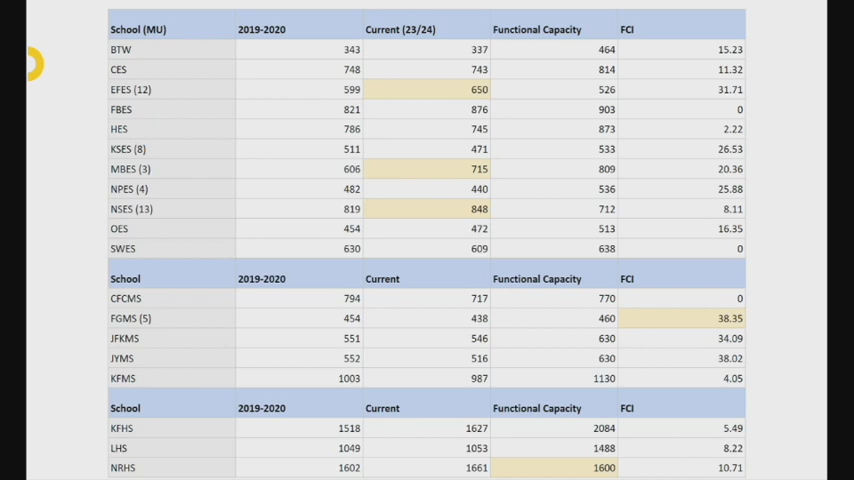 School (MU) 2019-2020 Current (23/24) Functional Capacity FCI
BTW 343 337 464 15.23
CES 748 743 814 11.32
EFES (12) 599 650 526 31.71
FBES 821 876 903 0
HES 786 745 873 2.22
KSES (8) 511 471 533 26.53
MBES (3) 606 715 809 20.36
NPES (4) 482 440 536 25.88
NSES (13) 819 848 712 8.11
OES 454 472 513 16.35
SWES 630 609 638 0
School 2019-2020 Current Functional Capacity FCI
CFCMS 794 717 770 0
FGMS (5) 454 438 460 38.35
JFKMS 551 546 630 34.09
JYMS 552 516 630 38.02
KFMS 1003 987 1130 4.05
School 2019-2020 Current Functional Capacity FCI
KFHS 1518 1627 2084 5.49
LHS 1049 1053 1488 8.22
NRHS 1602 1661 1600 10.71